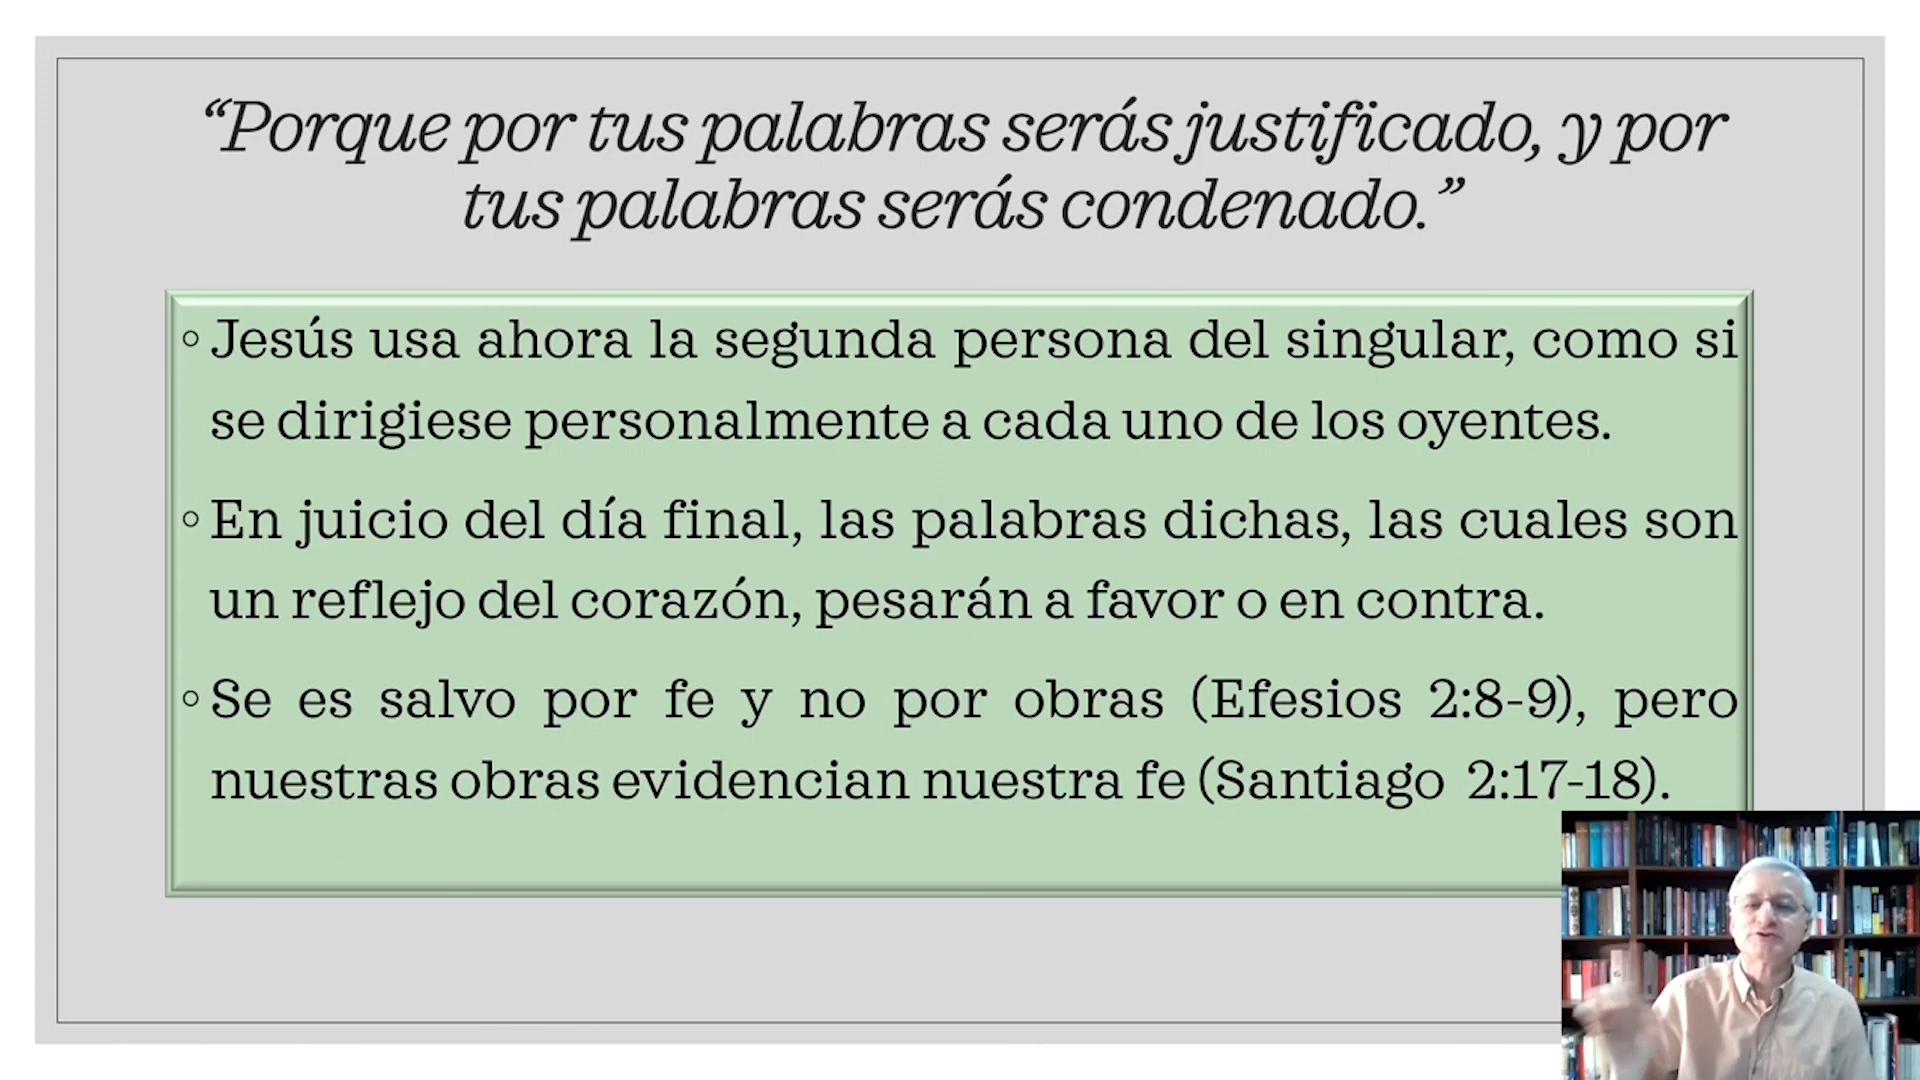 “Porque por tus palabras serás justificado, y por
tus palabras serás condenado.”
◦ Jesús usa ahora la segunda persona del singular, como si
se dirigiese personalmente a cada uno de los oyentes.
◦ En juicio del día final, las palabras dichas, las cuales son
un reflejo del corazón, pesarán a favor o en contra.
◦ Se es salvo por fe y no por obras (Efesios 2:8-9), pero
nuestras obras evidencian nuestra fe (Santiago 2:17-18).